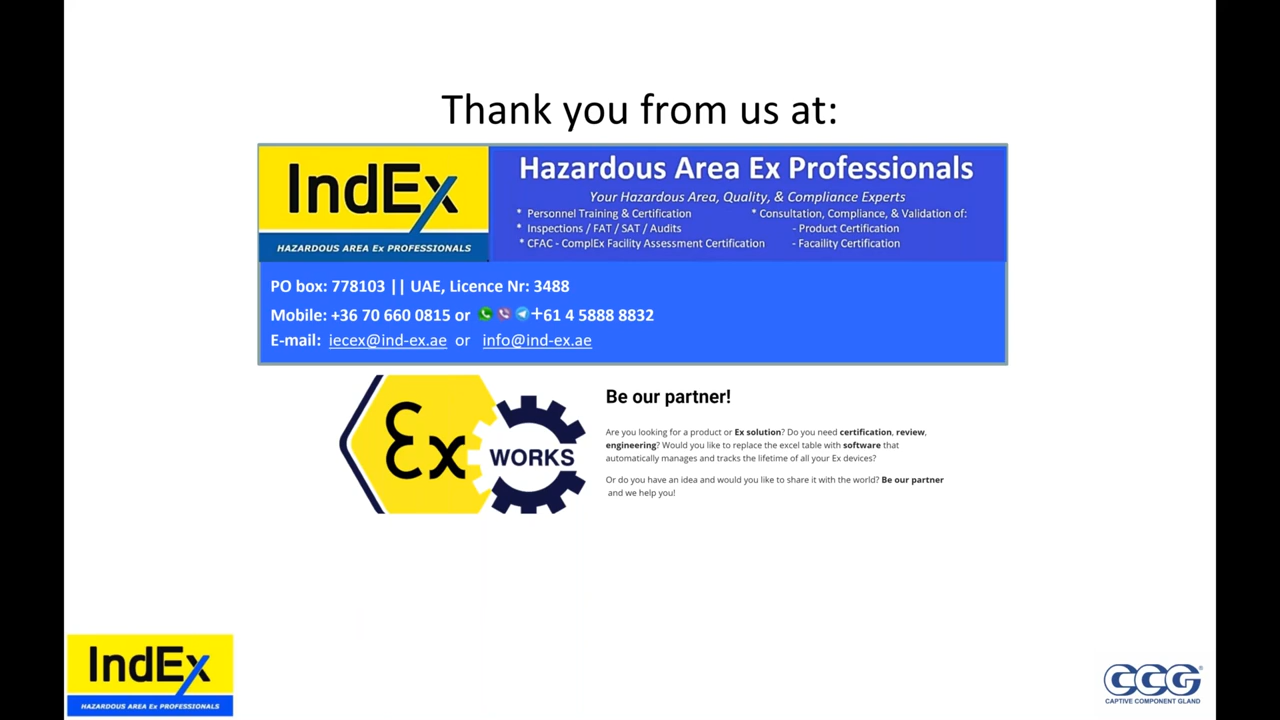 Thank you from us at:
IndEx
HAZARDOUS AREA Ex PROFESSIONALS
Hazardous Area Ex Professionals
Your Hazardous Area, Quality, & Compliance Experts
* Personnel Training & Certification
* Inspections / FAT / SAT / Audits
* CFAC - ComplEx Facility Assessment Certification
* Consultation, Compliance, & Validation of:
- Product Certification
- Facaility Certification
PO box: 778103 || UAE, Licence Nr: 3488
Mobile: +36 70 660 0815 or +61 4 5888 8832
E-mail: iecex@ind-ex.ae or info@ind-ex.ae
Ex WORKS
Be our partner!
Are you looking for a product or Ex solution? Do you need certification, review,
engineering? Would you like to replace the excel table with software that
automatically manages and tracks the lifetime of all your Ex devices?
Or do you have an idea and would you like to share it with the world? Be our partner
and we help you!
IndEx
HAZARDOUS AREA Ex PROFESSIONALS
CCG®
CAPTIVE COMPONENT GLAND